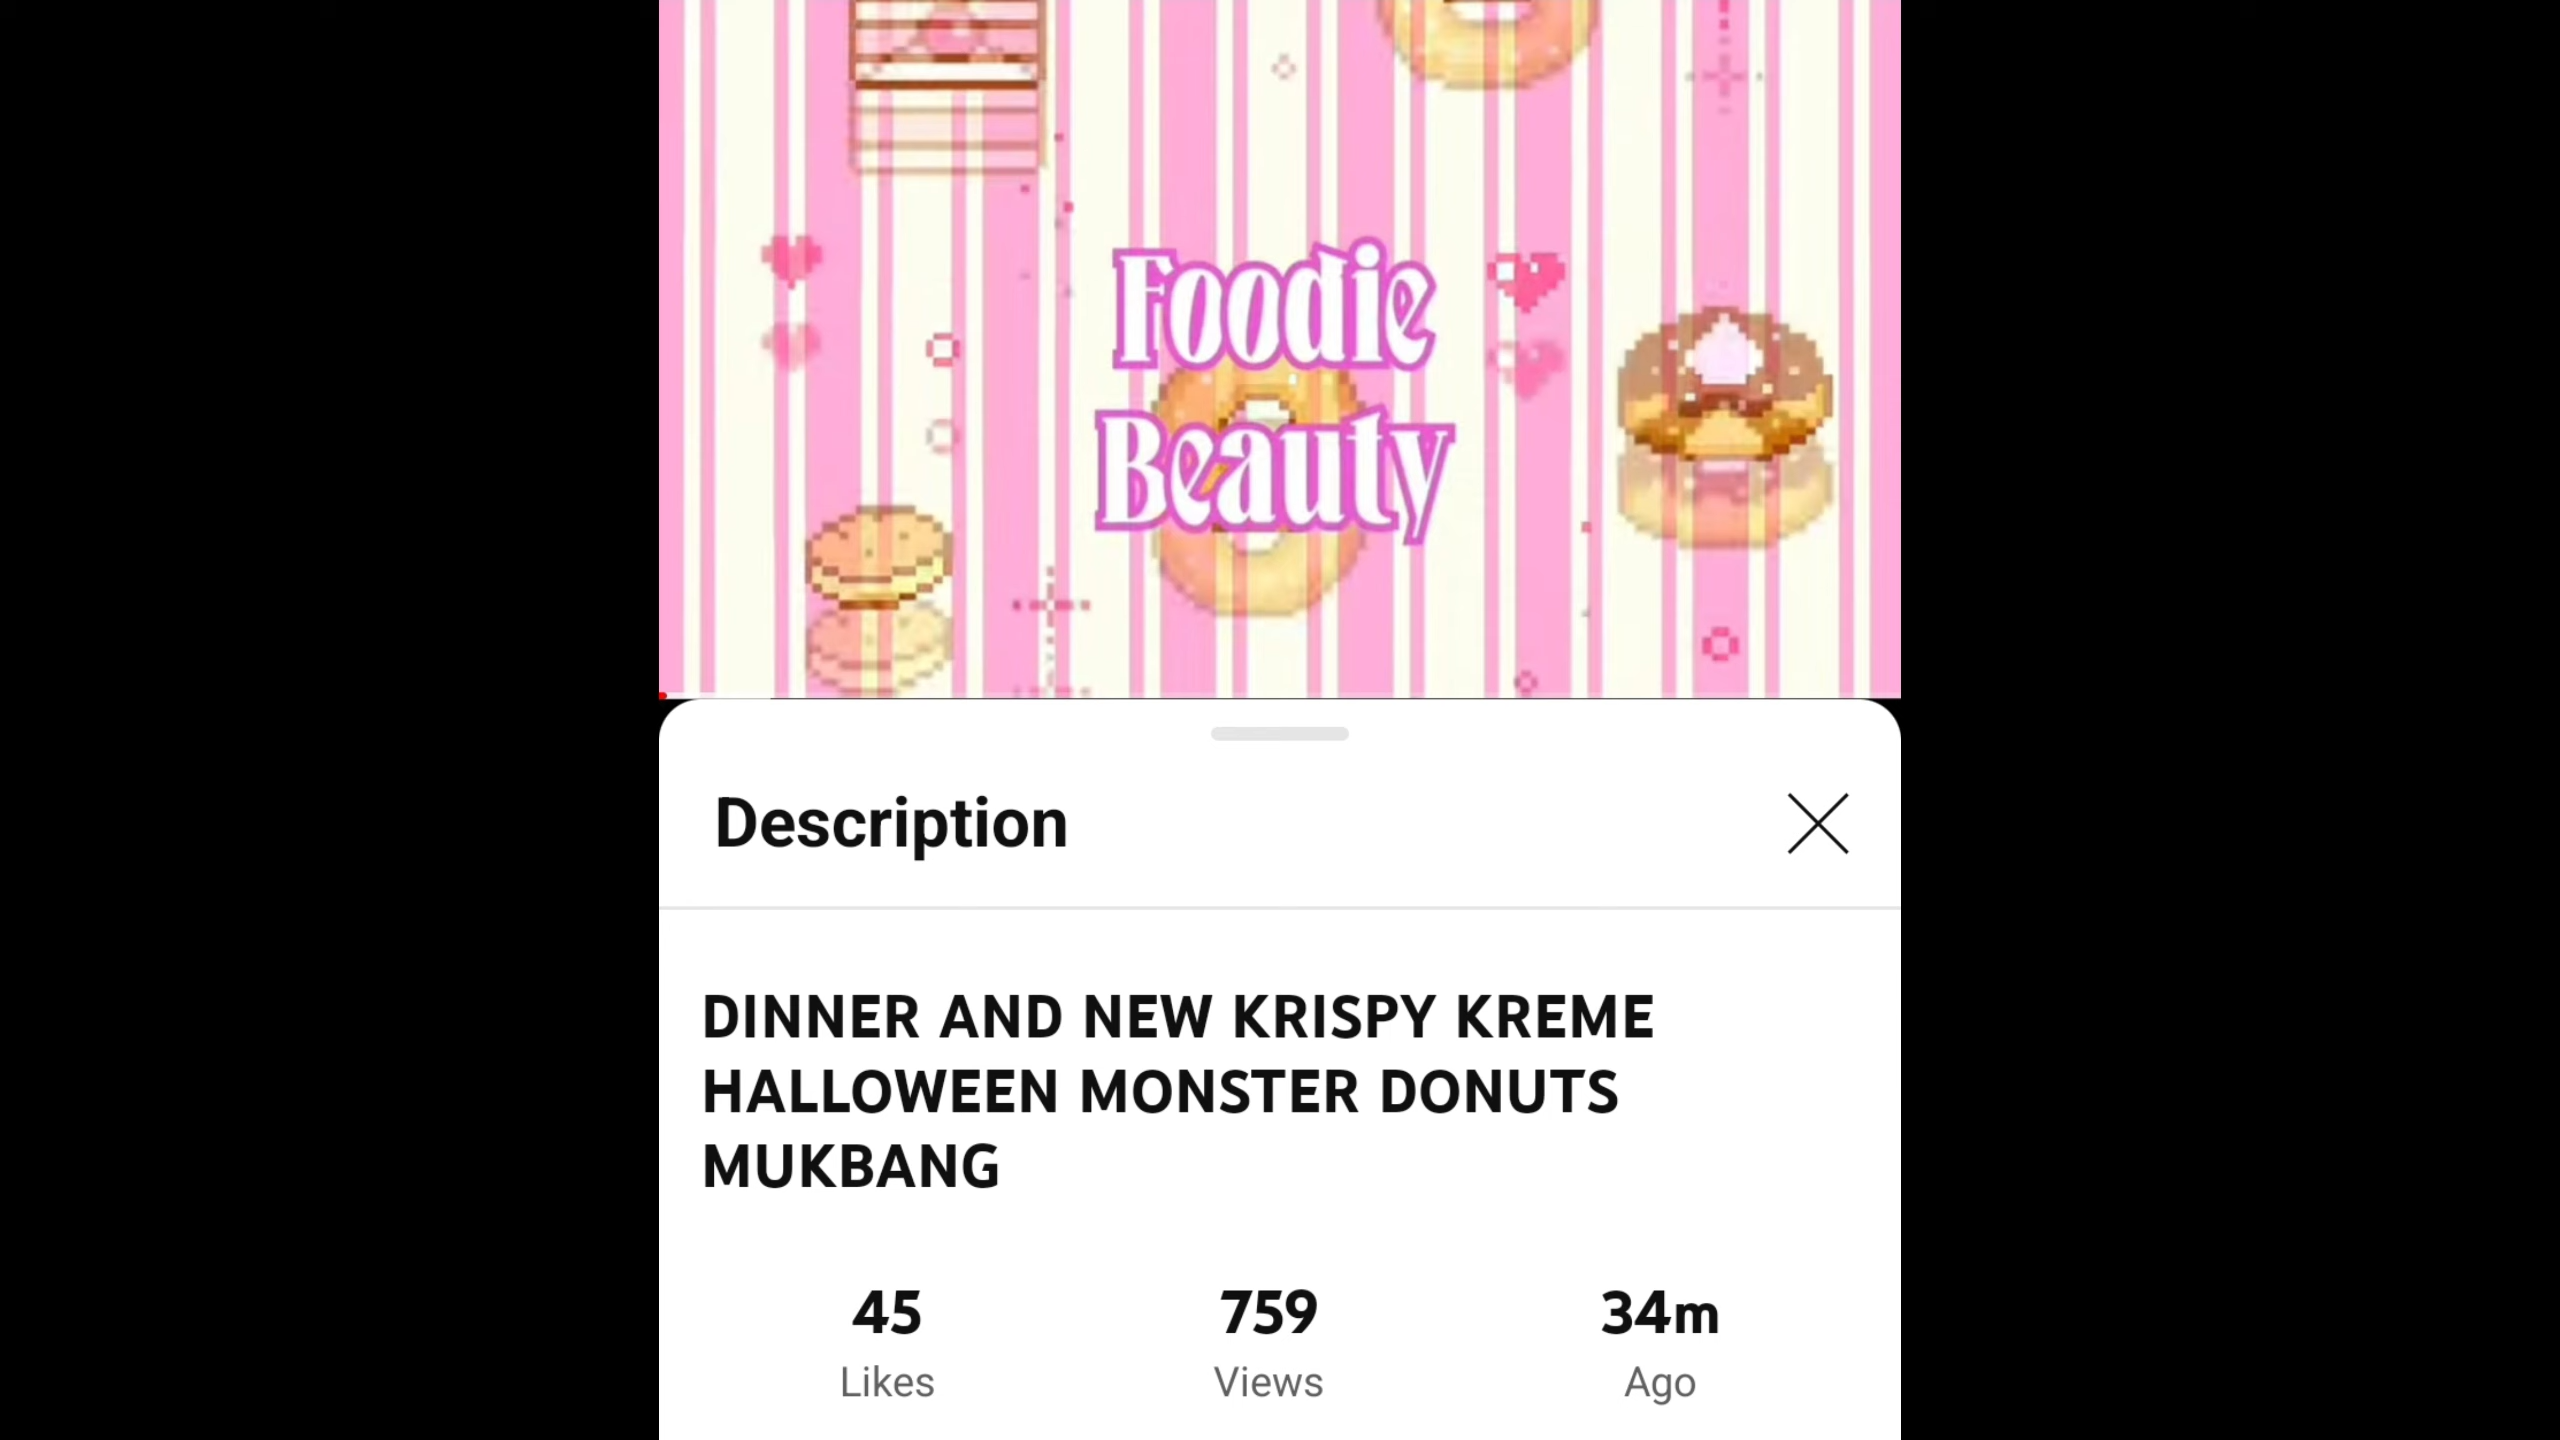 Foodie
Beauty
Description
DINNER AND NEW KRISPY KREME
HALLOWEEN MONSTER DONUTS
MUKBANG
45 759 34m
Likes Views Ago